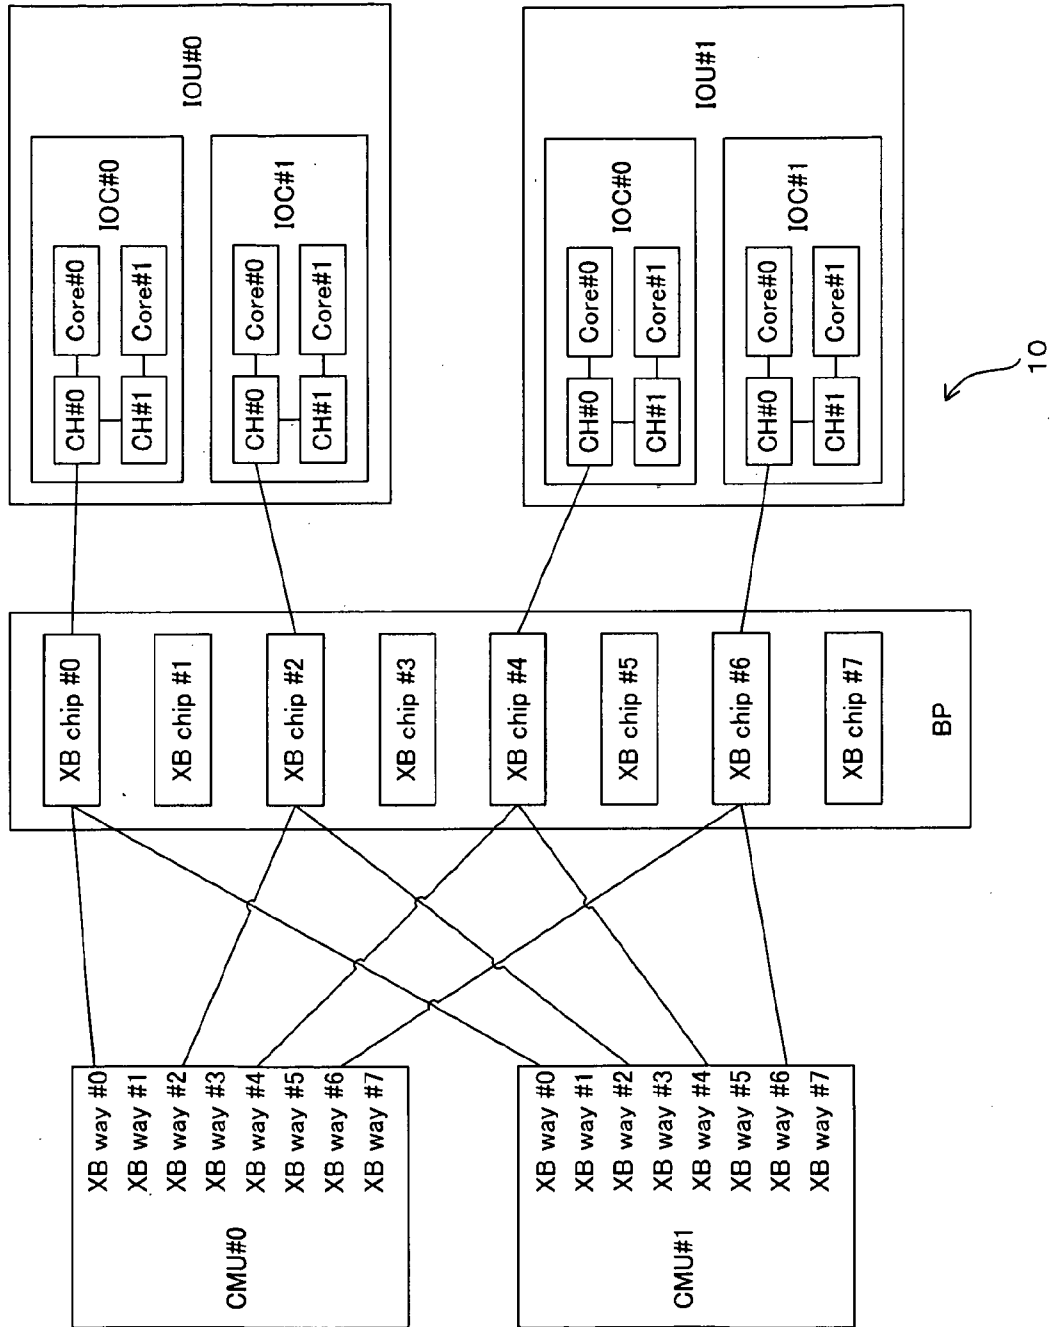 CMU#0
XB way #0
XB way #1
XB way #2
XB way #3
XB way #4
XB way #5
XB way #6
XB way #7
CMU#1
XB way #0
XB way #1
XB way #2
XB way #3
XB way #4
XB way #5
XB way #6
XB way #7
XB chip #0
XB chip #1
XB chip #2
XB chip #3
XB chip #4
XB chip #5
XB chip #6
XB chip #7
BP
IOU#0
IOC#0
CH#0
Core#0
CH#1
Core#1
IOC#1
CH#0
Core#0
CH#1
Core#1
IOU#1
IOC#0
CH#0
Core#0
CH#1
Core#1
IOC#1
CH#0
Core#0
CH#1
Core#1
10